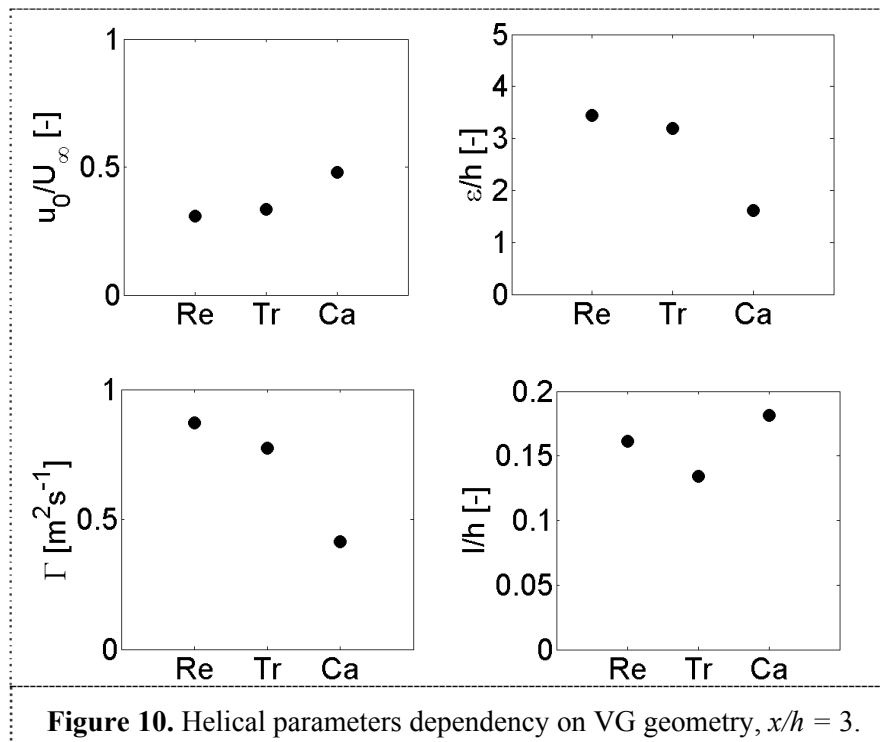 1
0.5
0
u₀/U∞ [-]
Re Tr Ca
5
4
3
2
1
0
ε/h [-]
Re Tr Ca
1
0.5
0
Γ [m²s⁻¹]
Re Tr Ca
0.2
0.15
0.1
0.05
0
l/h [-]
Re Tr Ca
Figure 10. Helical parameters dependency on VG geometry, x/h = 3.